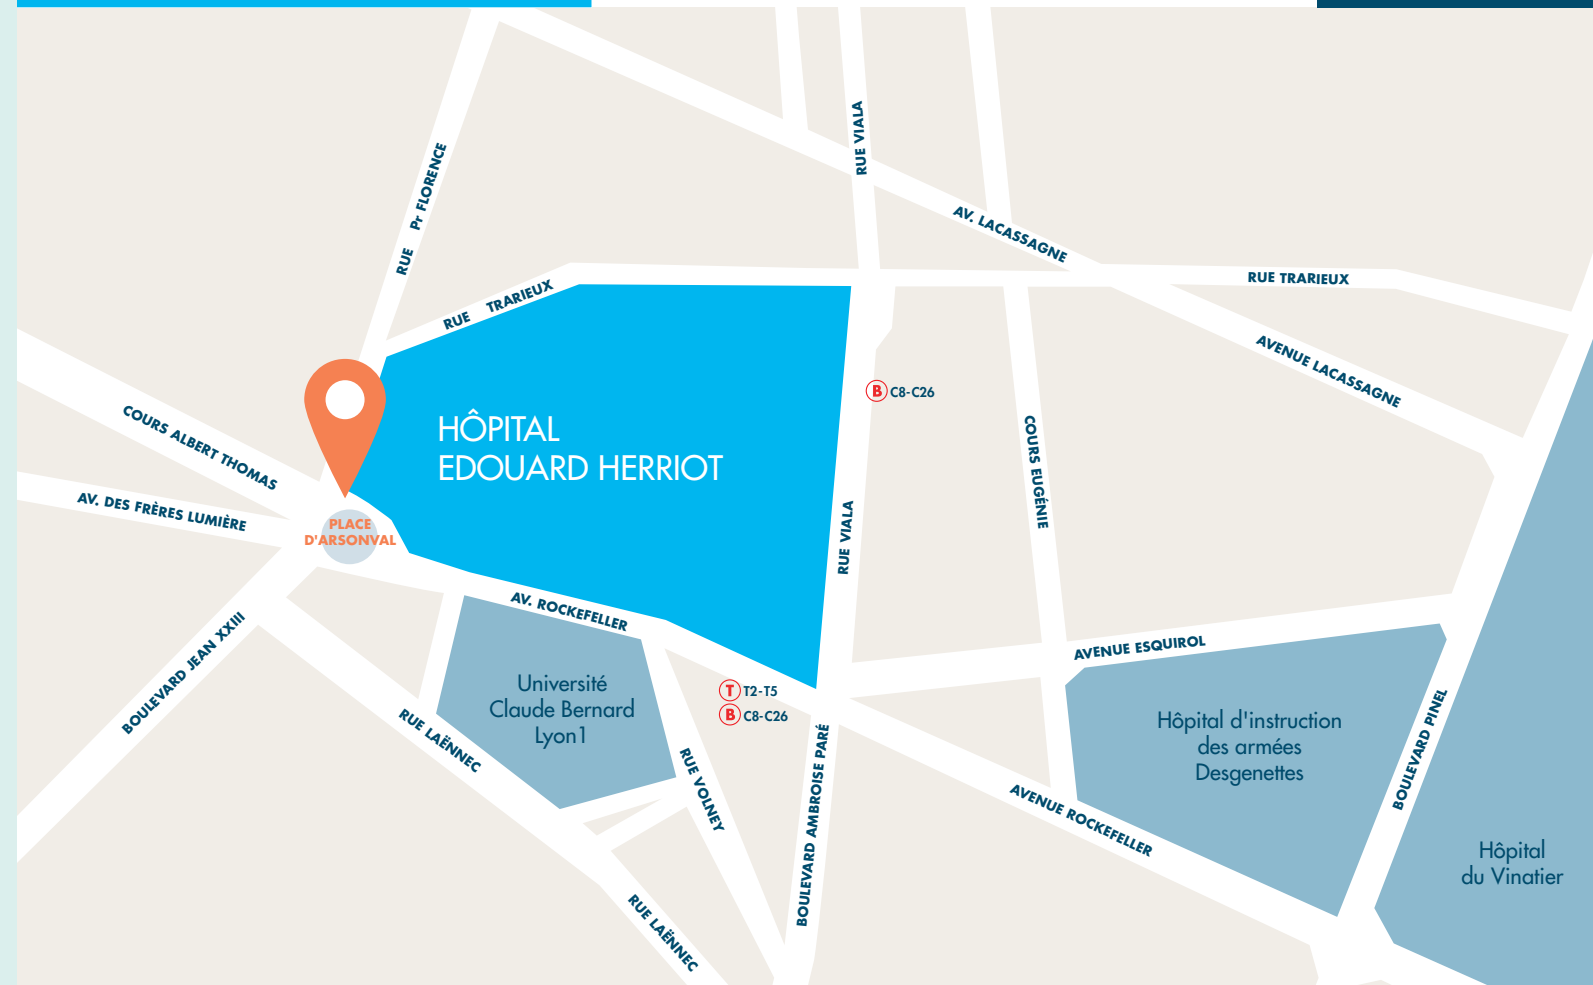 RUE VIALA
RUE Pr FLORENCE
AV. LACASSAGNE
RUE TRARIEUX
RUE TRARIEUX
AVENUE LACASSAGNE
B C8-C26
COURS ALBERT THOMAS
HÔPITAL
EDOUARD HERRIOT
COURS EUGÉNIE
AV. DES FRÈRES LUMIÈRE
PLACE
D'ARSONVAL
RUE VIALA
AV. ROCKEFELLER
BOULEVARD JEAN XXIII
AVENUE ESQUIROL
Université
Claude Bernard
Lyon1
T T2-T5
B C8-C26
Hôpital d'instruction
des armées
Desgenettes
BOULEVARD PINEL
RUE LAËNNEC
RUE VOLNEY
BOULEVARD AMBROISE PARÉ
AVENUE ROCKEFELLER
Hôpital
du Vinatier
RUE LAËNNEC